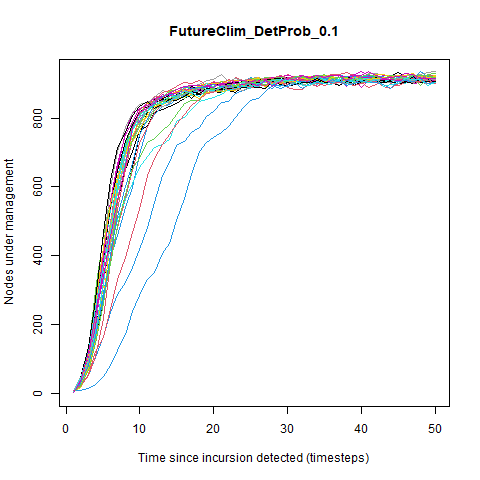 FutureClim_DetProb_0.1
Nodes under management
800
600
400
200
0
0 10 20 30 40 50
Time since incursion detected (timesteps)